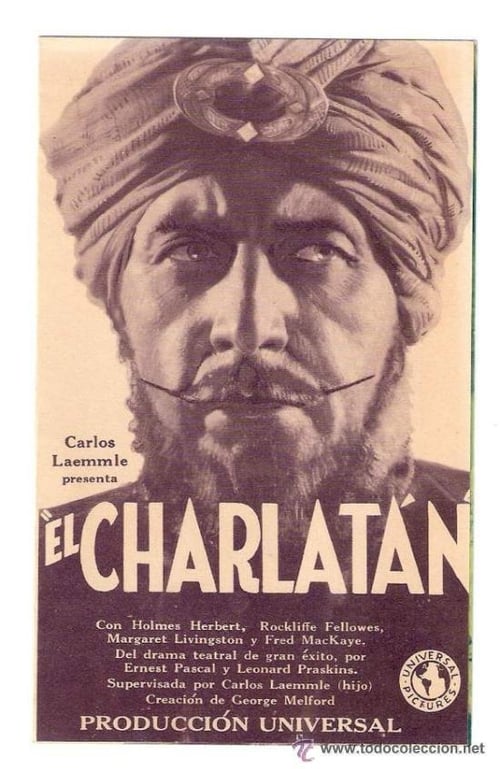 Carlos
Laemmle
presenta
"EL CHARLATÁN"
Con Holmes Herbert, Rockliffe Fellowes,
Margaret Livingston y Fred MacKaye.
Del drama teatral de gran éxito, por
Ernest Pascal y Leonard Praskins.
Supervisada por Carlos Laemmle (hijo)
Creación de George Melford
PRODUCCIÓN UNIVERSAL
UNIVERSAL
PICTURES
www.todocoleccion.net